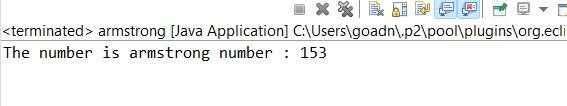 <terminated> armstrong [Java Application] C:\Users\goadn\.p2\pool\plugins\org.ecli
The number is armstrong number : 153